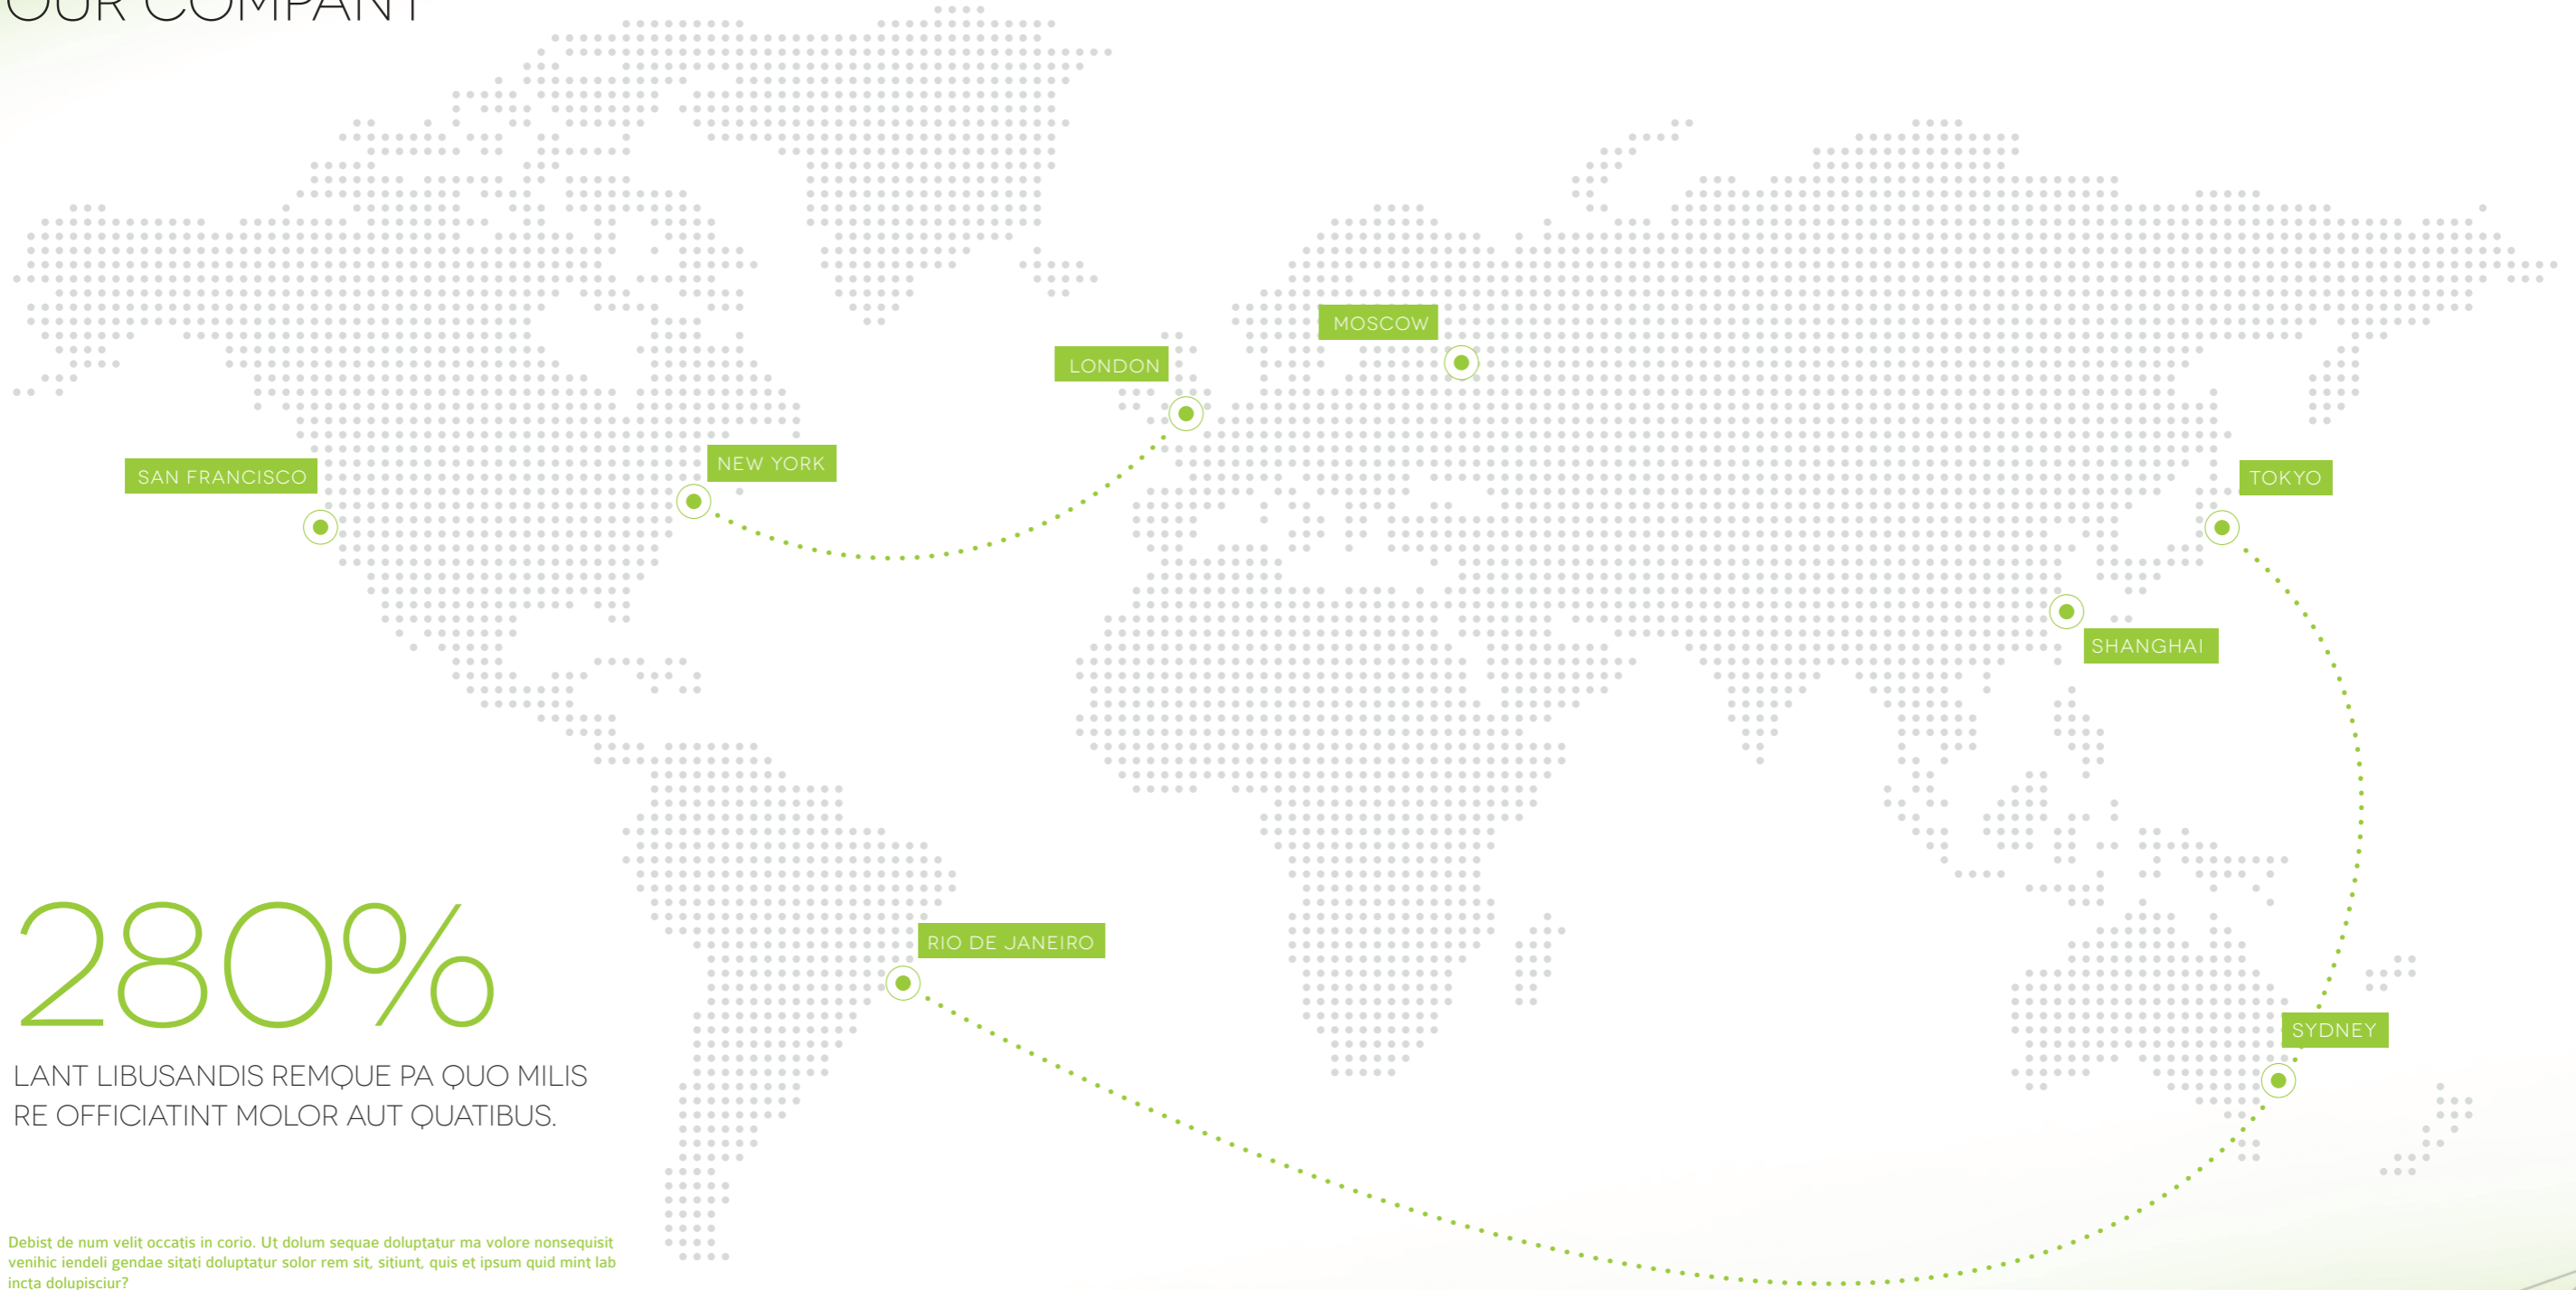 OUR COMPANY
MOSCOW
LONDON
NEW YORK
SAN FRANCISCO
TOKYO
SHANGHAI
RIO DE JANEIRO
SYDNEY
280%
LANT LIBUSANDIS REMQUE PA QUO MILIS
RE OFFICIATINT MOLOR AUT QUATIBUS.
Debist de num velit occatis in corio. Ut dolum sequae doluptatur ma volore nonsequisit
venihic iendeli gendae sitati doluptatur solor rem sit, sitiunt, quis et ipsum quid mint lab
incta dolupisciur?